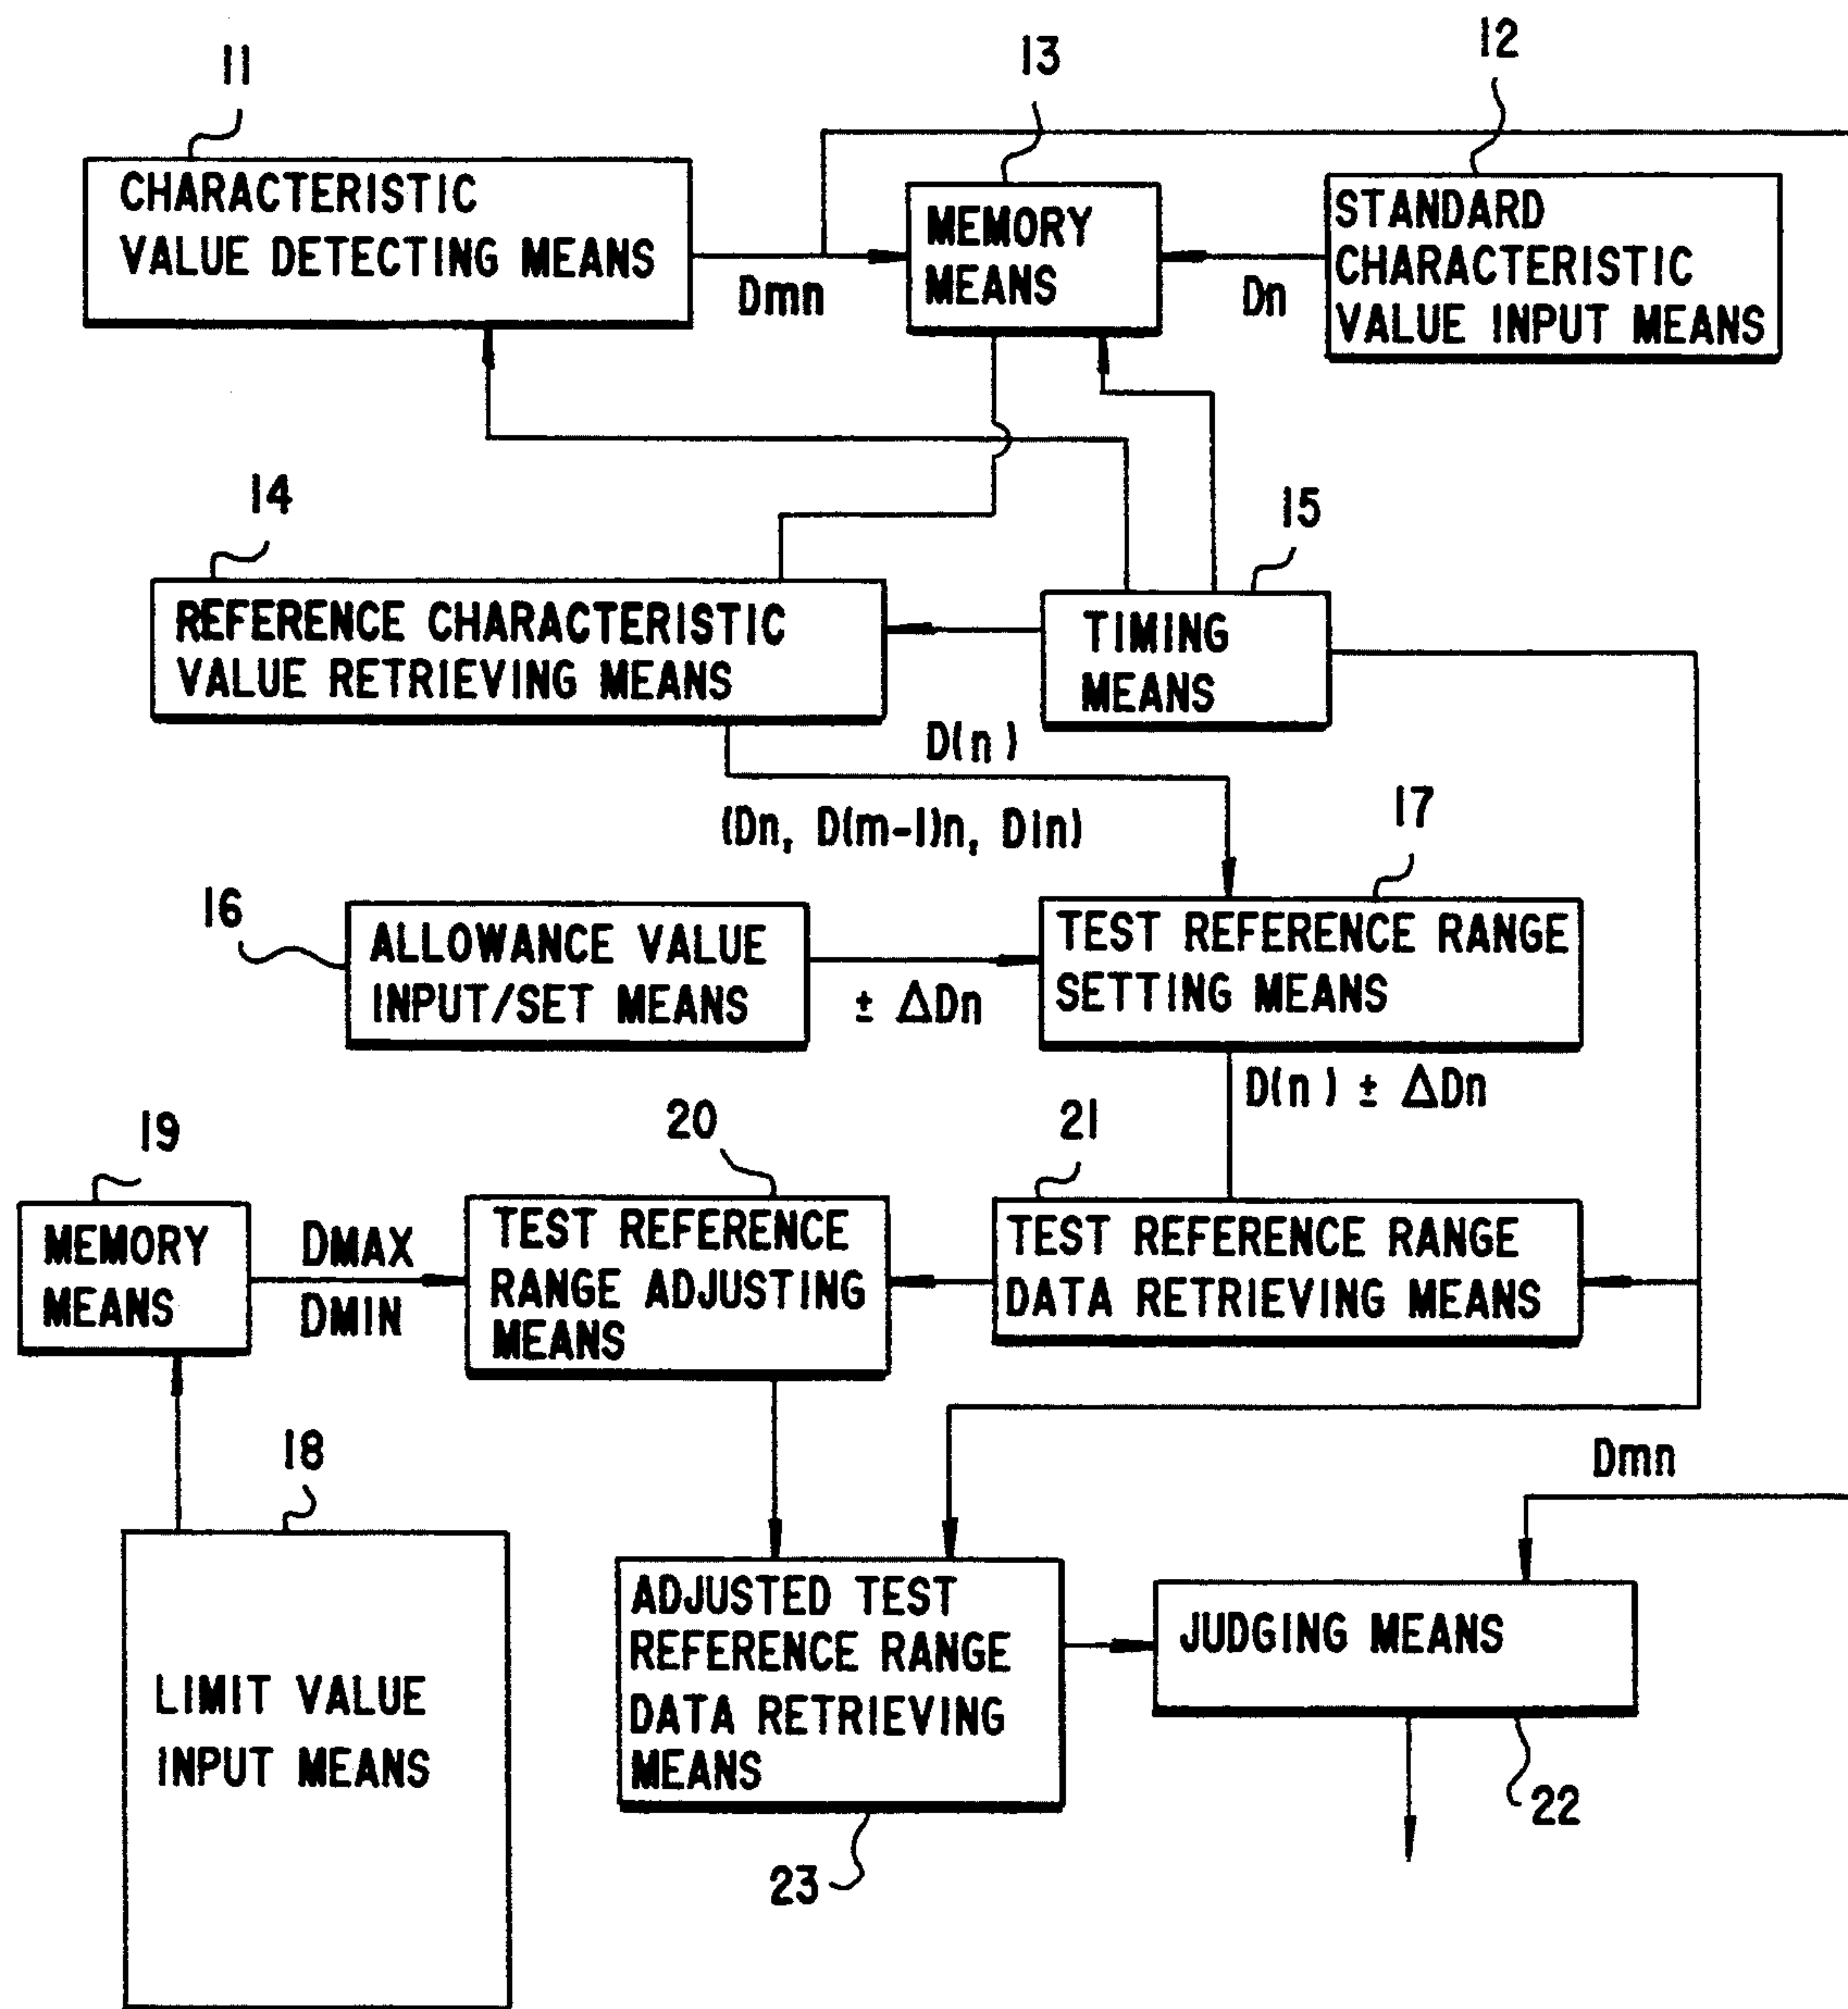 11
13
12
CHARACTERISTIC
VALUE DETECTING MEANS
Dmn
MEMORY
MEANS
Dn
STANDARD
CHARACTERISTIC
VALUE INPUT MEANS
14
15
REFERENCE CHARACTERISTIC
VALUE RETRIEVING MEANS
TIMING
MEANS
D(n)
(Dn, D(m-1)n, Din)
17
16
ALLOWANCE VALUE
INPUT/SET MEANS
± ΔDn
TEST REFERENCE RANGE
SETTING MEANS
D(n) ± ΔDn
19
20
21
MEMORY
MEANS
DMAX
DMIN
TEST REFERENCE
RANGE ADJUSTING
MEANS
TEST REFERENCE RANGE
DATA RETRIEVING MEANS
18
Dmn
LIMIT VALUE
INPUT MEANS
ADJUSTED TEST
REFERENCE RANGE
DATA RETRIEVING
MEANS
JUDGING MEANS
22
23